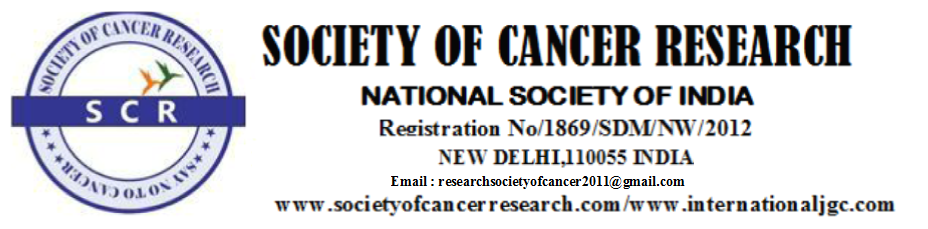 SOCIETY OF CANCER RESEARCH
SCR
SAY NO TO CANCER
SOCIETY OF CANCER RESEARCH
NATIONAL SOCIETY OF INDIA
Registration No/1869/SDM/NW/2012
NEW DELHI,110055 INDIA
Email : researchsocietyofcancer2011@gmail.com
www.societyofcancerresearch.com/www.internationaljgc.com